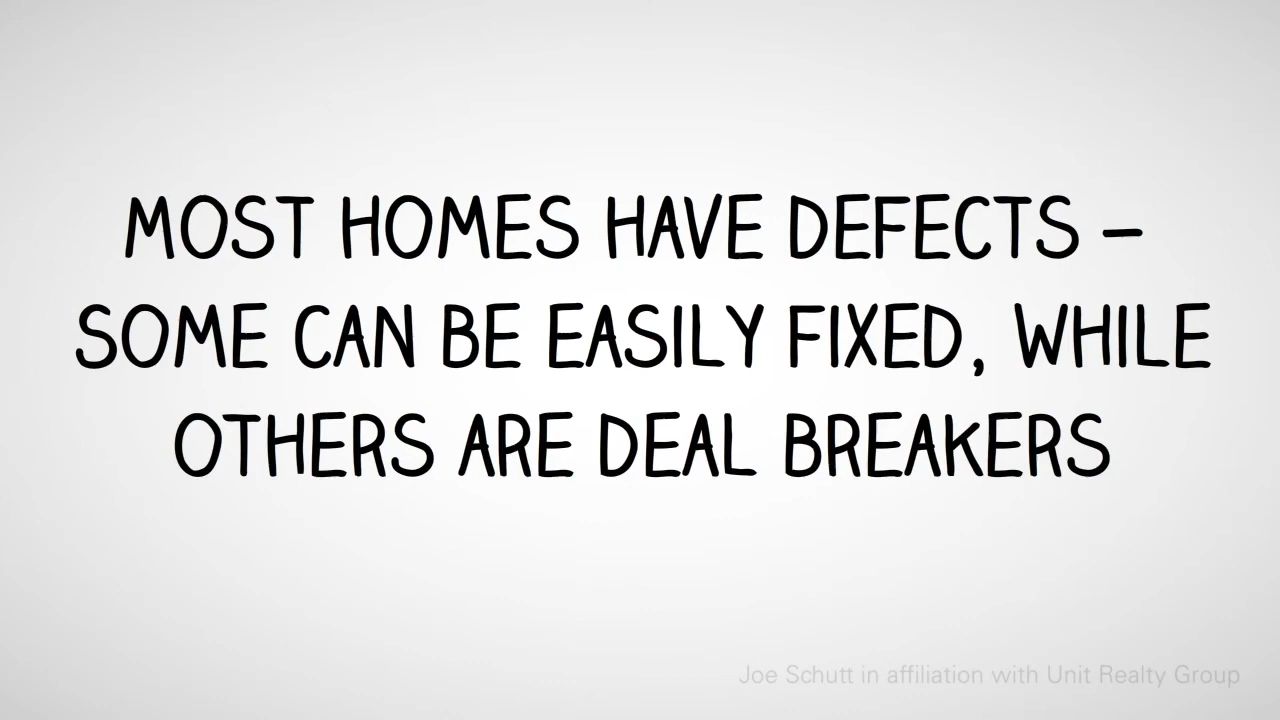 MOST HOMES HAVE DEFECTS –
SOME CAN BE EASILY FIXED, WHILE
OTHERS ARE DEAL BREAKERS
Joe Schutt in affiliation with Unit Realty Group